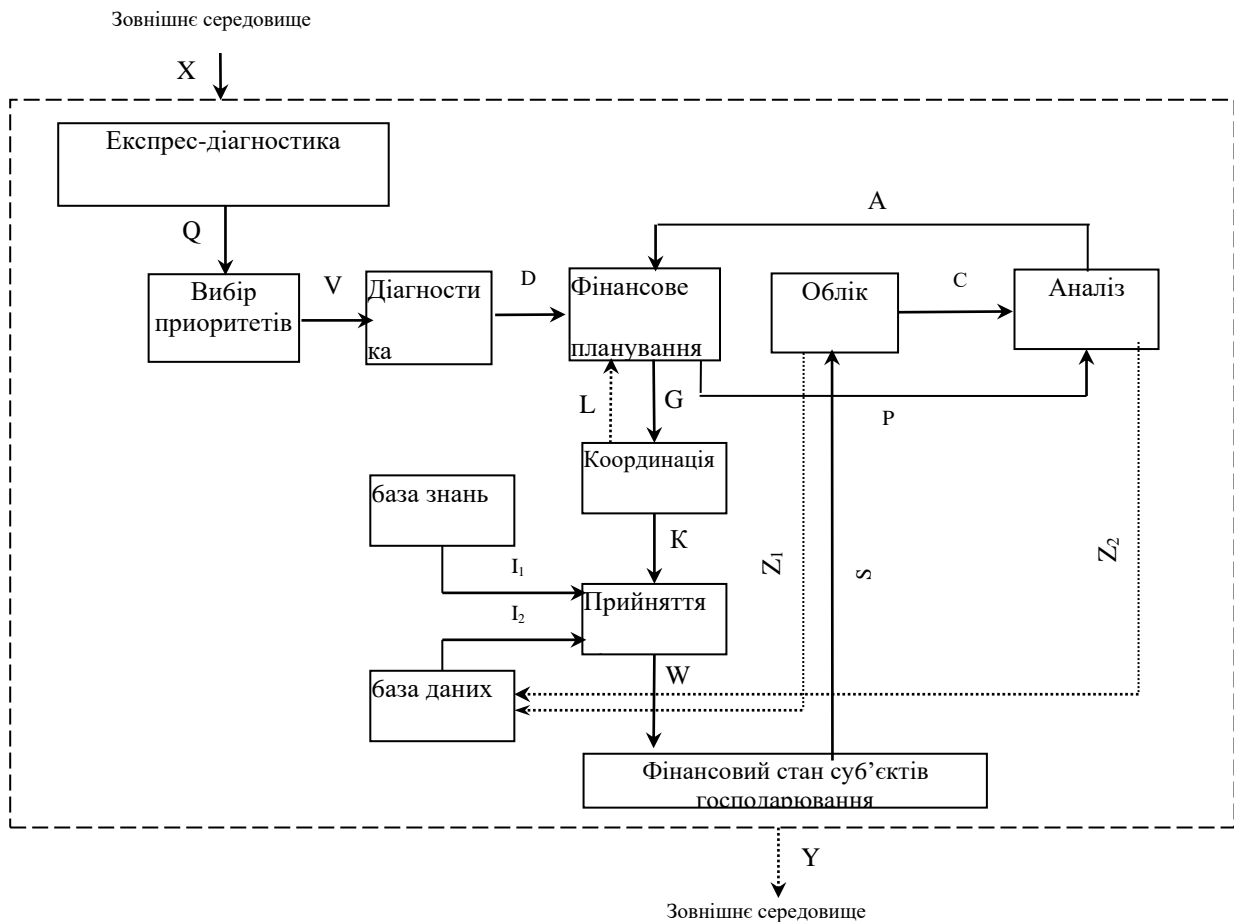 Зовнішнє середовище
X
Експрес-діагностика
Q
A
V
D
C
Вибір
приоритетів
Діагности
ка
Фінансове
планування
Облік
Аналіз
L
G
P
Координація
база знань
К
Z₁
S
Z₂
I₁
Прийняття
I₂
W
база даних
Фінансовий стан суб’єктів
господарювання
Y
Зовнішнє середовище